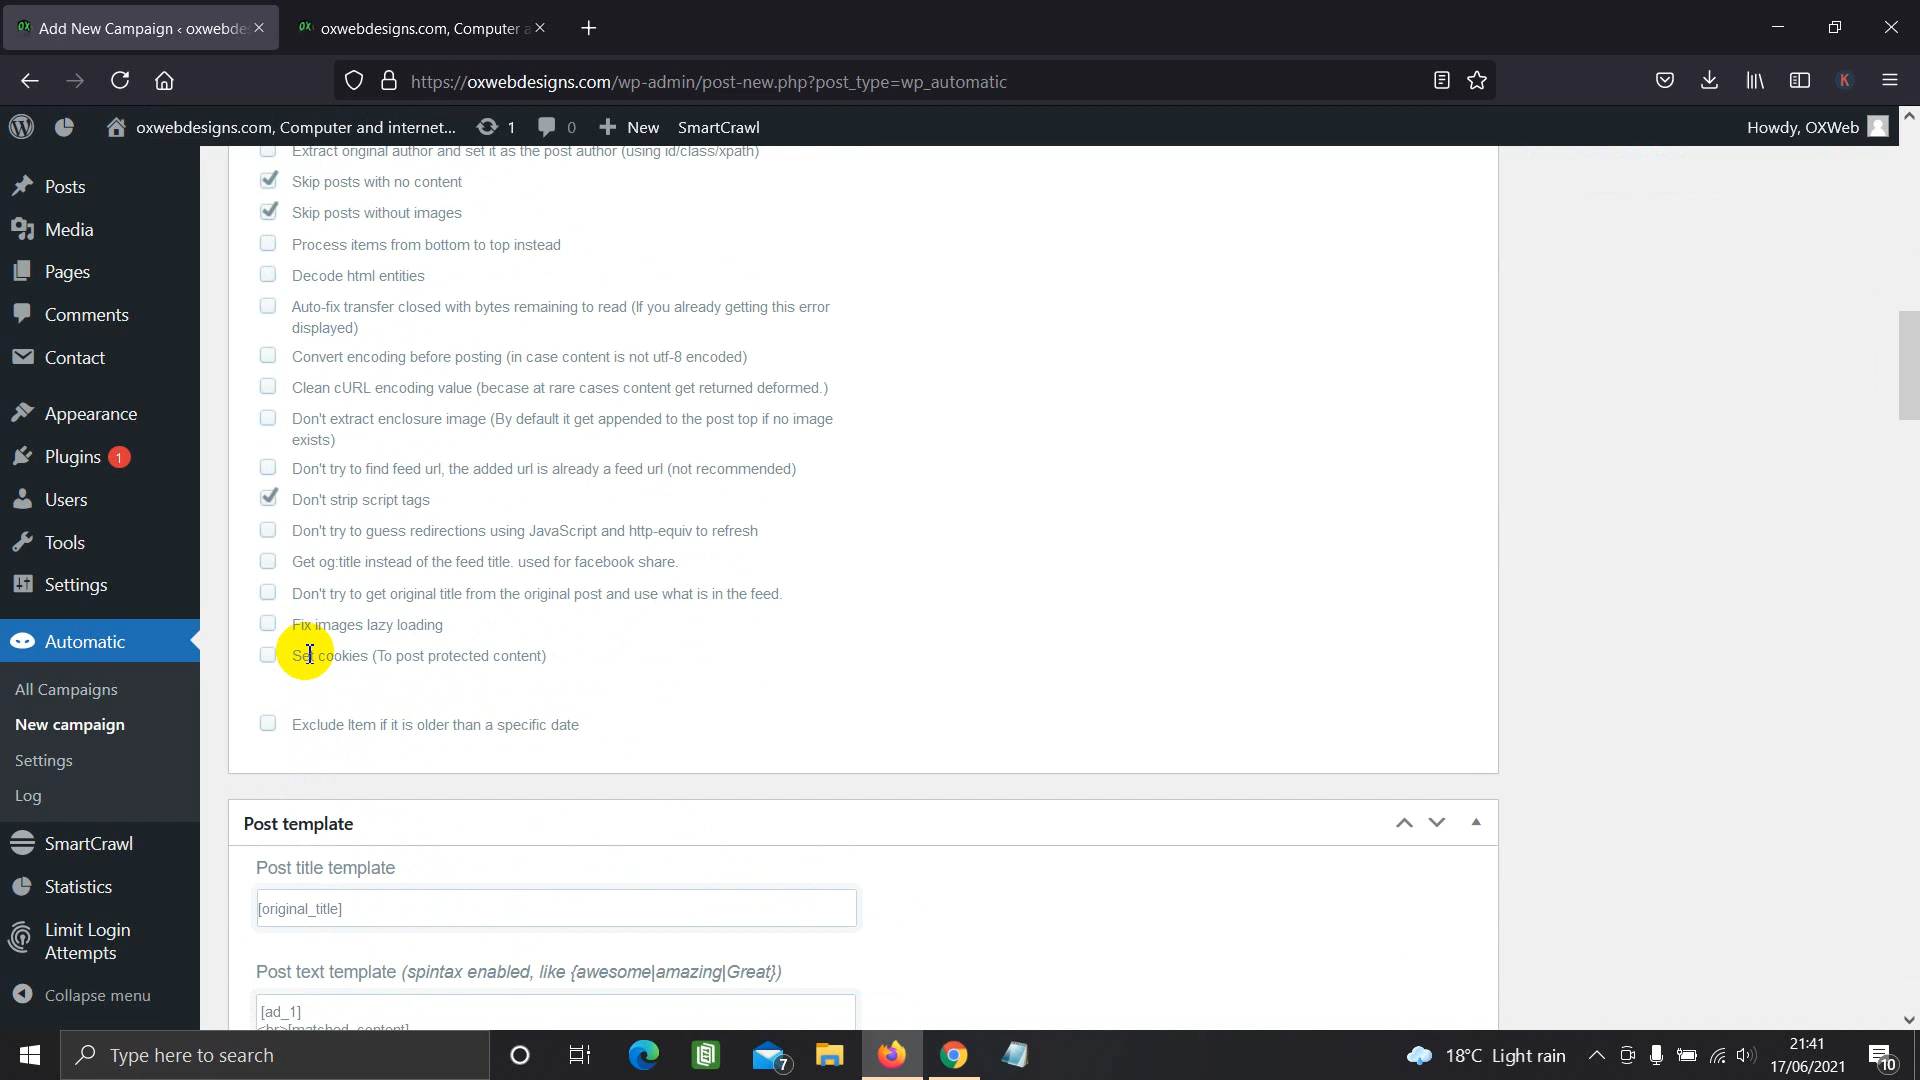 Add New Campaign ‹ oxwebde
oxwebdesigns.com, Computer a
https://oxwebdesigns.com/wp-admin/post-new.php?post_type=wp_automatic
K
oxwebdesigns.com, Computer and internet...
1
0
New
SmartCrawl
Howdy, OXWeb
Posts
Media
Pages
Comments
Contact
Appearance
Plugins 1
Users
Tools
Settings
Automatic
All Campaigns
New campaign
Settings
Log
SmartCrawl
Statistics
Limit Login
Attempts
Collapse menu
Extract original author and set it as the post author (using id/class/xpath)
Skip posts with no content
Skip posts without images
Process items from bottom to top instead
Decode html entities
Auto-fix transfer closed with bytes remaining to read (If you already getting this error
displayed)
Convert encoding before posting (in case content is not utf-8 encoded)
Clean cURL encoding value (becase at rare cases content get returned deformed.)
Don't extract enclosure image (By default it get appended to the post top if no image
exists)
Don't try to find feed url, the added url is already a feed url (not recommended)
Don't strip script tags
Don't try to guess redirections using JavaScript and http-equiv to refresh
Get og:title instead of the feed title. used for facebook share.
Don't try to get original title from the original post and use what is in the feed.
Fix images lazy loading
Set cookies (To post protected content)
Exclude Item if it is older than a specific date
Post template
Post title template
[original_title]
Post text template (spintax enabled, like {awesome|amazing|Great})
[ad_1]
<br>[matched_content]
Type here to search
7
18°C Light rain
21:41
17/06/2021
10